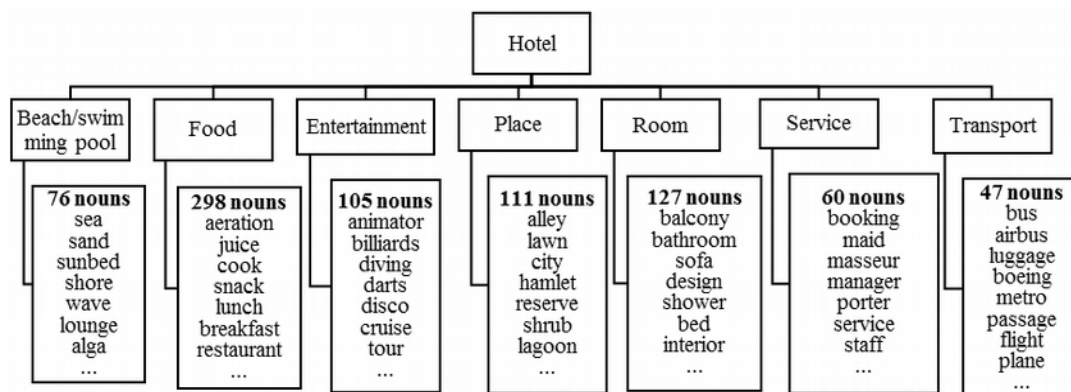 Hotel
Beach/swim
ming pool
Food
Entertainment
Place
Room
Service
Transport
76 nouns
sea
sand
sunbed
shore
wave
lounge
alga
...
298 nouns
aeration
juice
cook
snack
lunch
breakfast
restaurant
...
105 nouns
animator
billiards
diving
darts
disco
cruise
tour
...
111 nouns
alley
lawn
city
hamlet
reserve
shrub
lagoon
...
127 nouns
balcony
bathroom
sofa
design
shower
bed
interior
...
60 nouns
booking
maid
masseur
manager
porter
service
staff
...
47 nouns
bus
airbus
luggage
boeing
metro
passage
flight
plane
...